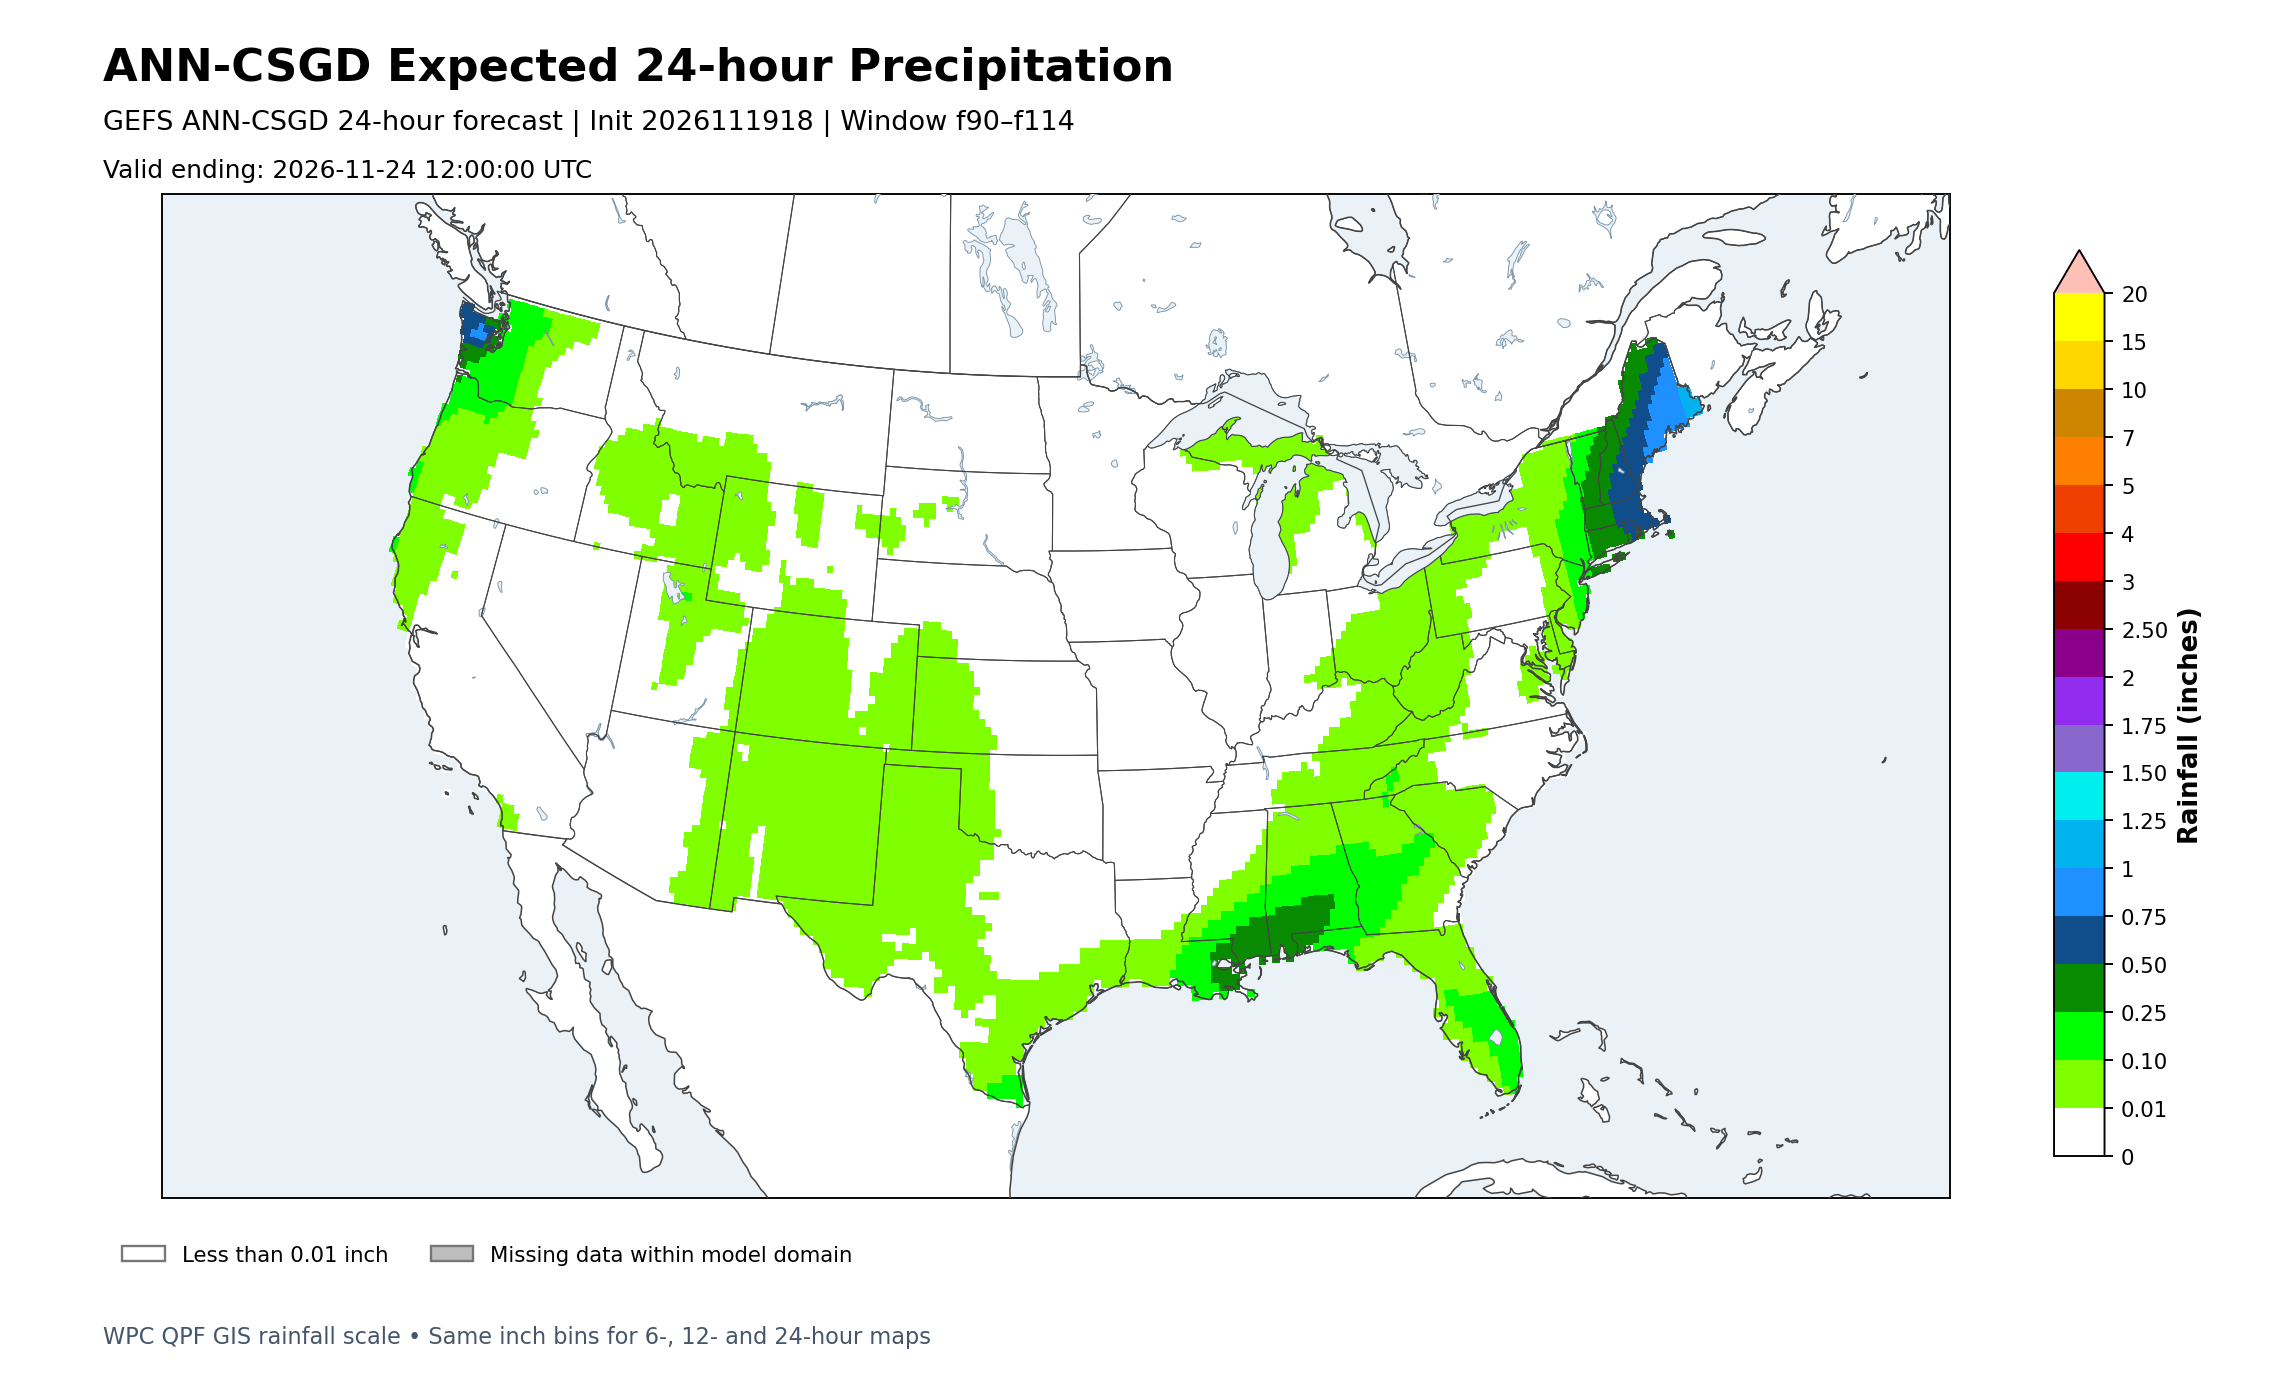 ANN-CSGD Expected 24-hour Precipitation
GEFS ANN-CSGD 24-hour forecast | Init 2026111918 | Window f90–f114
Valid ending: 2026-11-24 12:00:00 UTC
20
15
10
7
5
4
3
2.50
2
1.75
1.50
1.25
1
0.75
0.50
0.25
0.10
0.01
0
Rainfall (inches)
Less than 0.01 inch
Missing data within model domain
WPC QPF GIS rainfall scale • Same inch bins for 6-, 12- and 24-hour maps